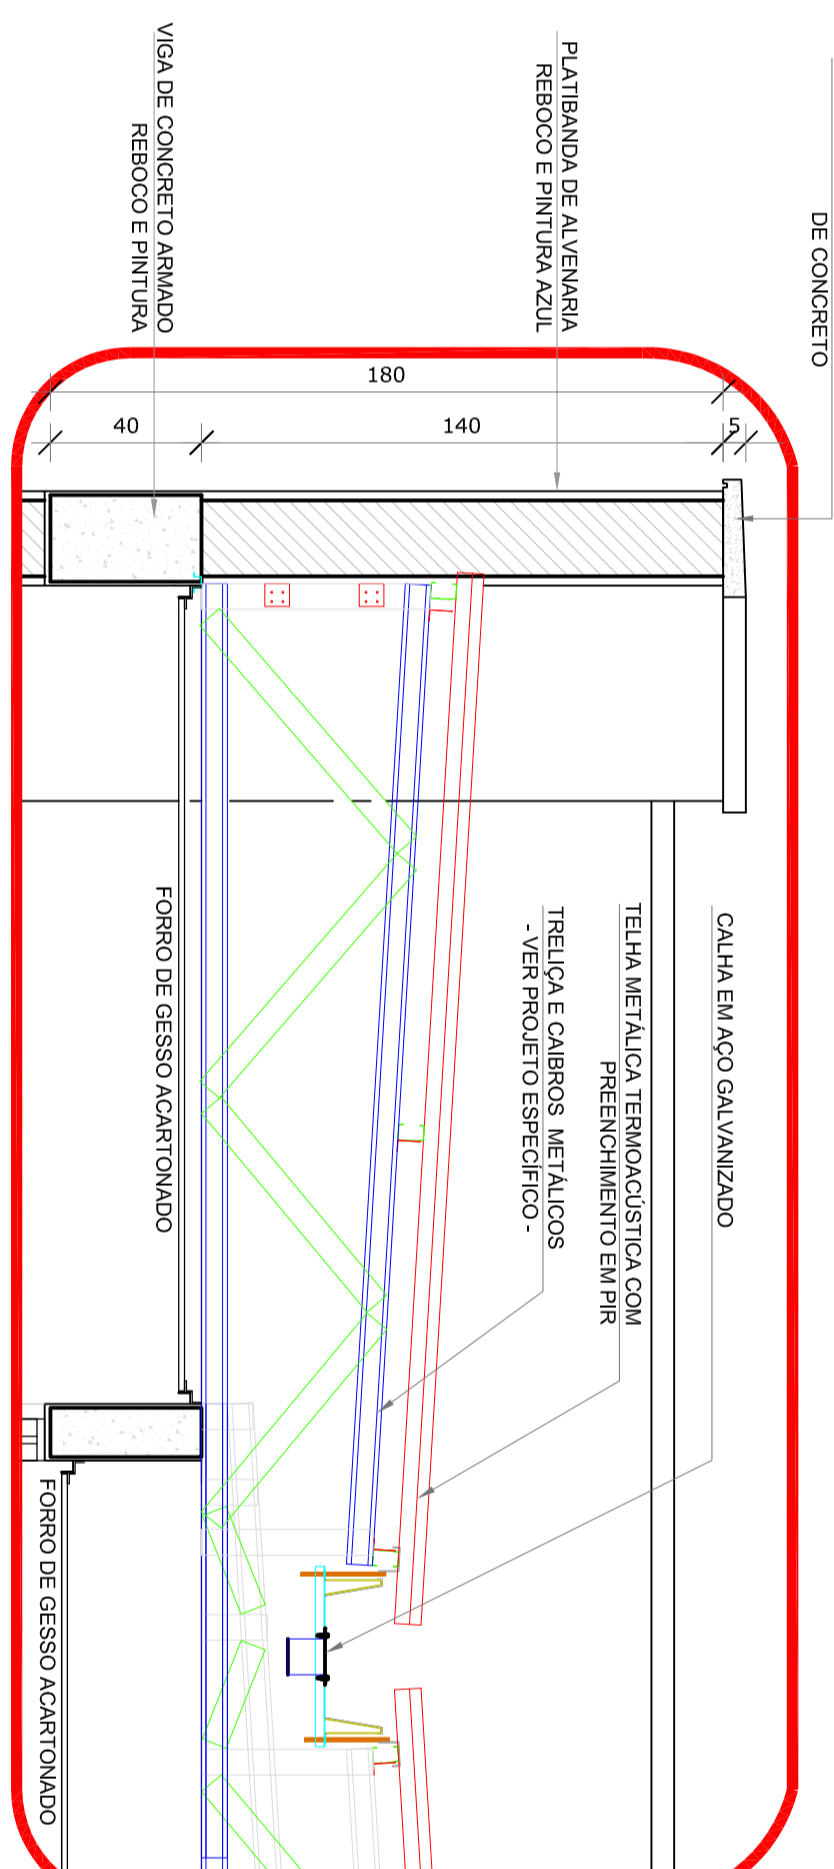 DE CONCRETO
PLATIBANDA DE ALVENARIA
REBOCO E PINTURA AZUL
VIGA DE CONCRETO ARMADO
REBOCO E PINTURA
180
40
140
5
CALHA EM AÇO GALVANIZADO
TELHA METÁLICA TERMOACÚSTICA COM
PREENCHIMENTO EM PIR
TRELIÇA E CAIBROS METÁLICOS
- VER PROJETO ESPECÍFICO -
FORRO DE GESSO ACARTONADO
FORRO DE GESSO ACARTONADO